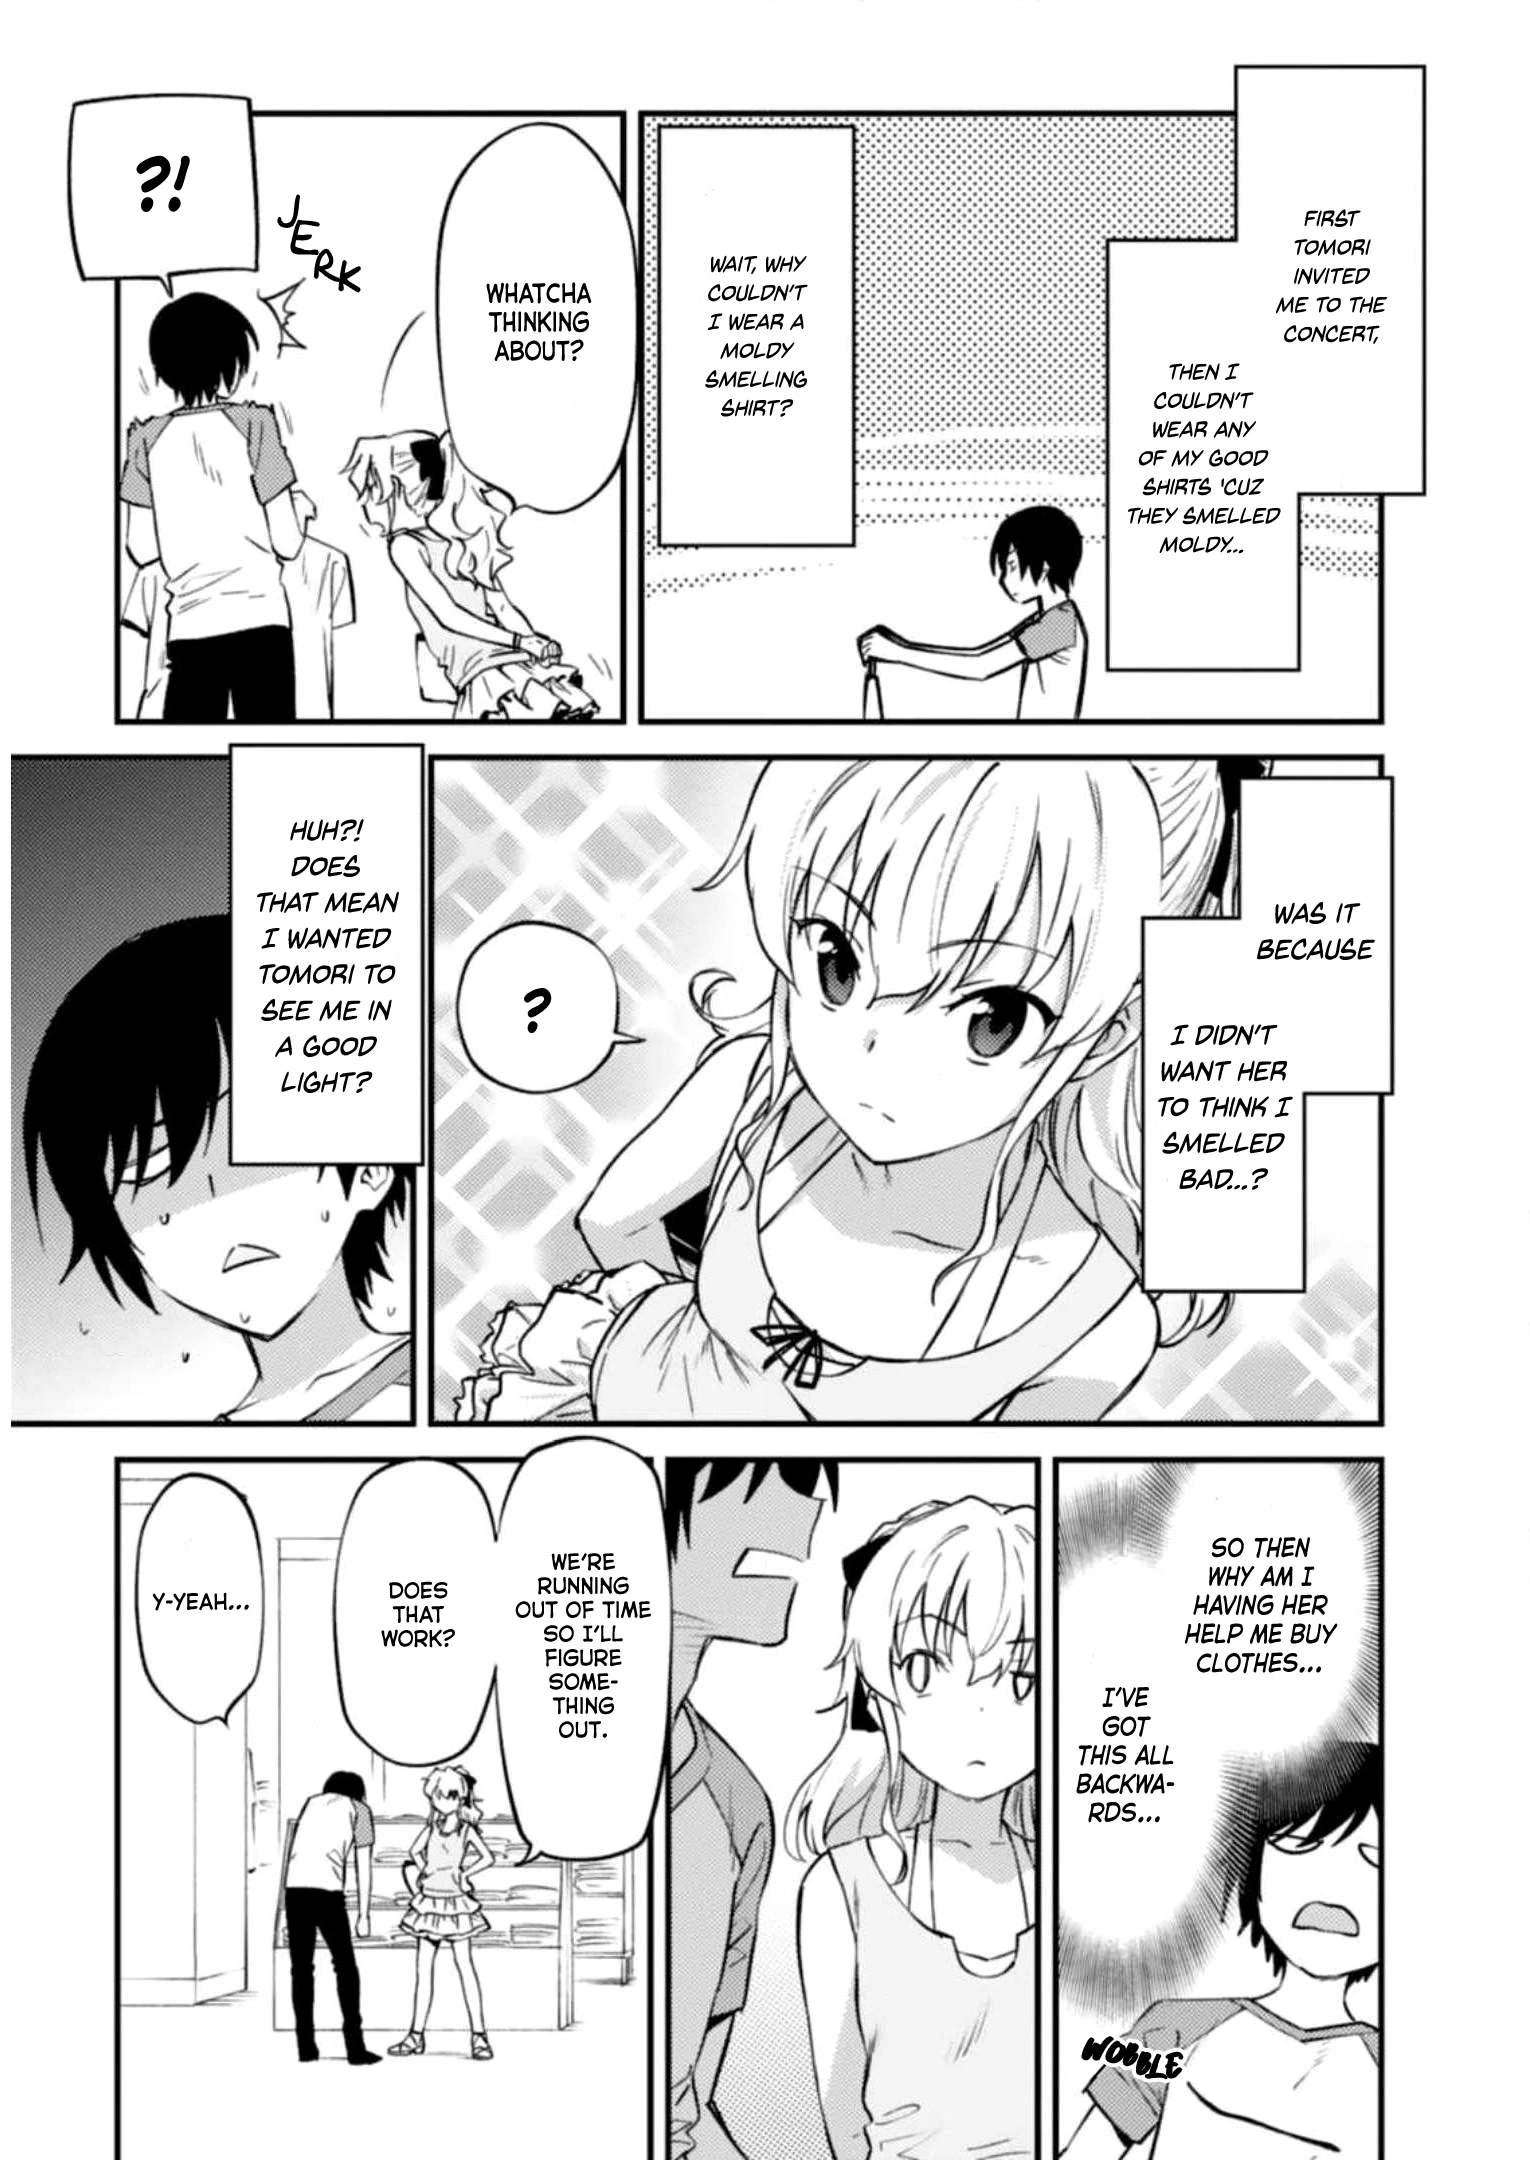 FIRST
TOMORI
INVITED
ME TO THE
CONCERT,
THEN I
COULDN'T
WEAR ANY
OF MY GOOD
SHIRTS 'CUZ
THEY SMELLED
MOLDY...
WAIT, WHY
COULDN'T
I WEAR A
MOLDY
SMELLING
SHIRT?
WHATCHA
THINKING
ABOUT?
JERK
?!
WAS IT
BECAUSE
I DIDN'T
WANT HER
TO THINK I
SMELLED
BAD...?
?
HUH?!
DOES
THAT MEAN
I WANTED
TOMORI TO
SEE ME IN
A GOOD
LIGHT?
SO THEN
WHY AM I
HAVING HER
HELP ME BUY
CLOTHES...
I'VE
GOT
THIS ALL
BACKWA-
RDS...
WOBBLE
WE'RE
RUNNING
OUT OF TIME
SO I'LL
FIGURE
SOME-
THING
OUT.
DOES
THAT
WORK?
Y-YEAH...